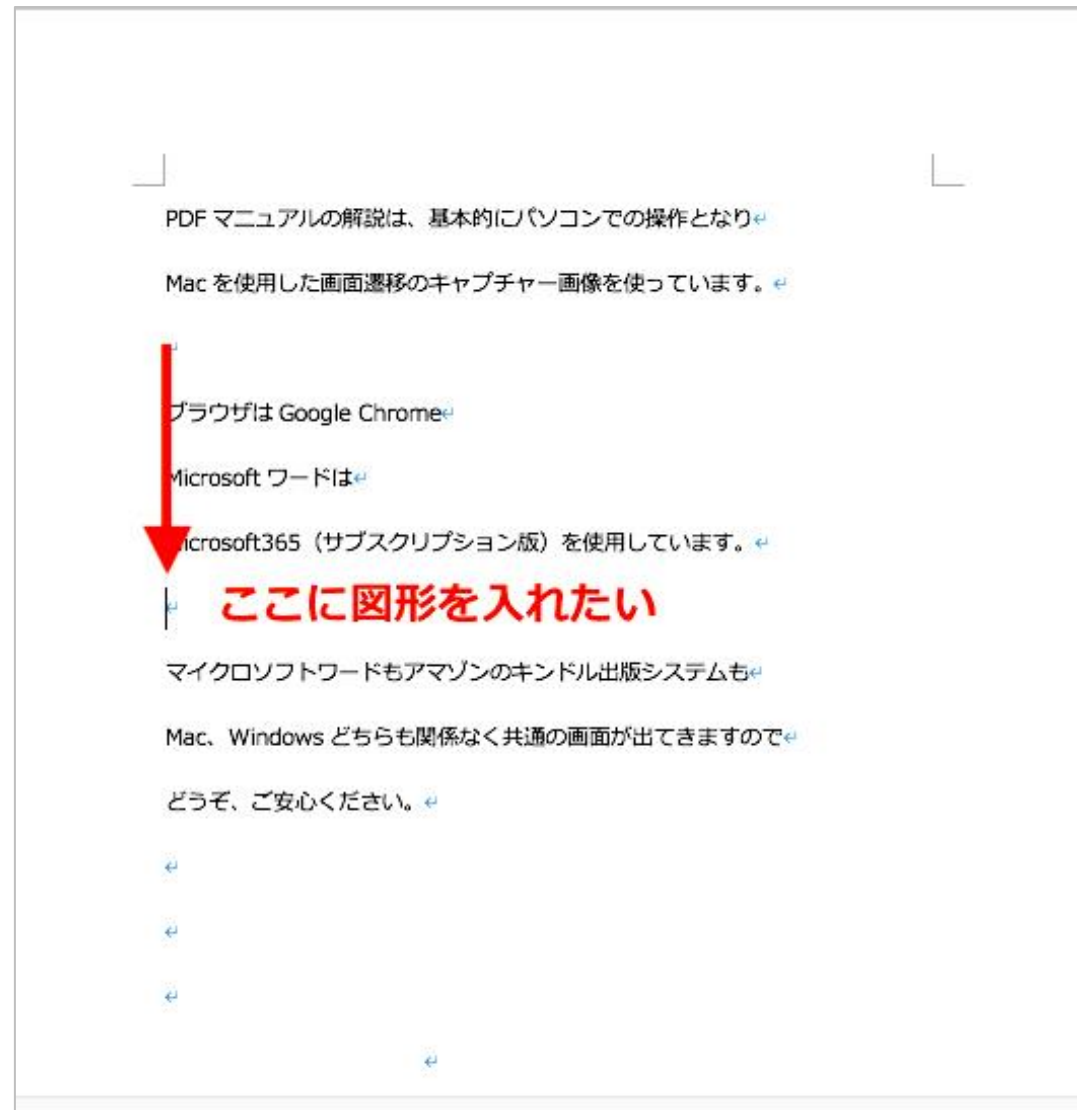 PDF マニュアルの解説は、基本的にパソコンでの操作となり
Mac を使用した画面遷移のキャプチャー画像を使っています。
ブラウザは Google Chrome
Microsoft ワードは
Microsoft365（サブスクリプション版）を使用しています。
ここに図形を入れたい
マイクロソフトワードもアマゾンのキンドル出版システムも
Mac、Windows どちらも関係なく共通の画面が出てきますので
どうぞ、ご安心ください。